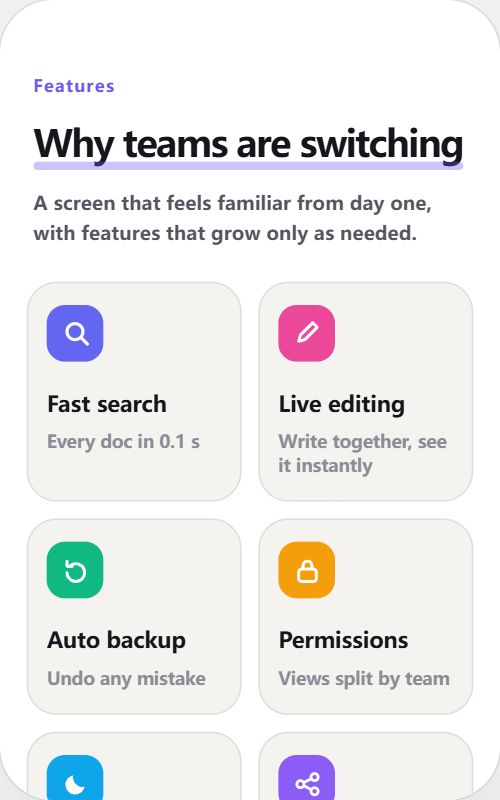 Features
Why teams are switching
A screen that feels familiar from day one,
with features that grow only as needed.
Fast search
Every doc in 0.1 s
Live editing
Write together, see
it instantly
Auto backup
Undo any mistake
Permissions
Views split by team